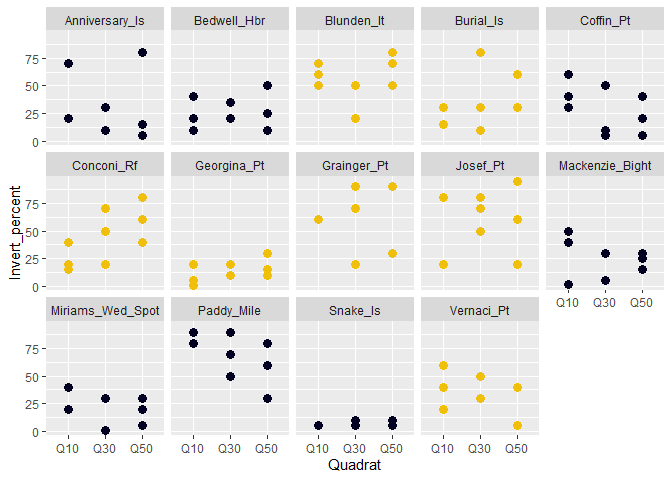 Anniversary_Is Bedwell_Hbr Blunden_It Burial_Is Coffin_Pt
75
50
25
0
Conconi_Rf Georgina_Pt Grainger_Pt Josef_Pt Mackenzie_Bight
75
50
25
0
Invert_percent
Q10 Q30 Q50
Miriams_Wed_Spot Paddy_Mile Snake_Is Vernaci_Pt
75
50
25
0
Q10 Q30 Q50 Q10 Q30 Q50 Q10 Q30 Q50 Q10 Q30 Q50
Quadrat